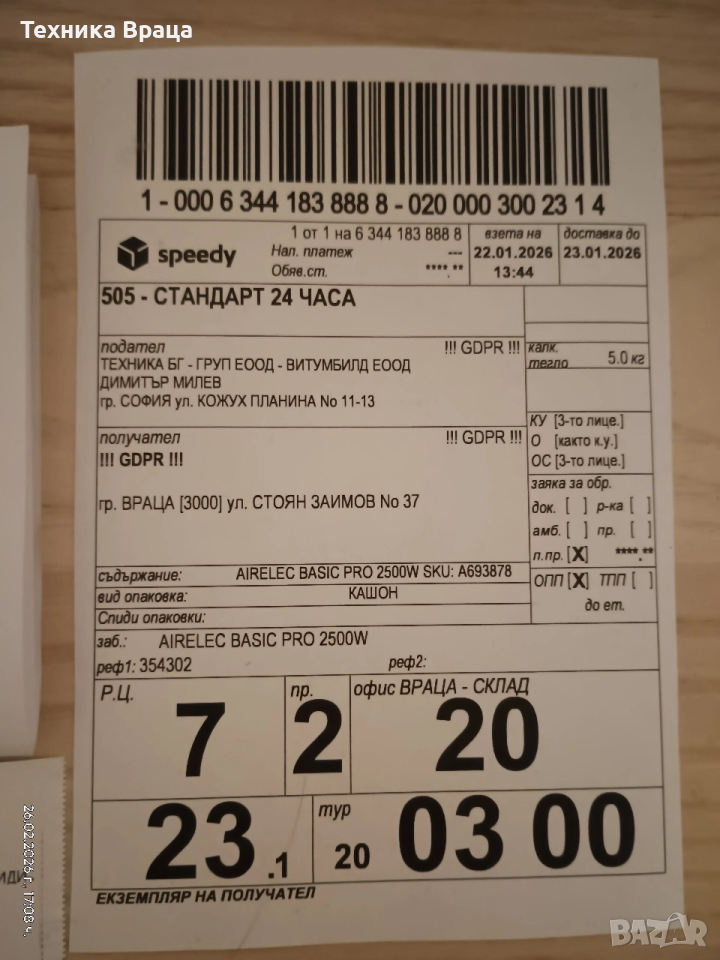 Техника Враца
1 - 000 6 344 183 888 8 - 020 000 300 23 1 4
speedy
1 от 1 на 6 344 183 888 8
Нал. платеж ---
Обяв.ст. ****.**
взета на
22.01.2026
13:44
доставка до
23.01.2026
505 - СТАНДАРТ 24 ЧАСА
подател !!! GDPR !!!
ТЕХНИКА БГ - ГРУП ЕООД - ВИТУМБИЛД ЕООД
ДИМИТЪР МИЛЕВ
гр. СОФИЯ ул. КОЖУХ ПЛАНИНА No 11-13
калк.
тегло 5.0 кг
получател !!! GDPR !!!
!!! GDPR !!!
гр. ВРАЦА [3000] ул. СТОЯН ЗАИМОВ No 37
КУ [3-то лице.]
О [както к.у.]
ОС [3-то лице.]
заявка за обр.
док. [ ] р-ка [ ]
амб. [ ] пр. [ ]
п.пр. [X] ****.**
ОПП [X] ТПП [ ]
до ет.
съдържание: AIRELEC BASIC PRO 2500W SKU: A693878
вид опаковка: КАШОН
Спиди опаковки:
заб.: AIRELEC BASIC PRO 2500W
реф1: 354302 реф2:
Р.Ц. 7
пр. 2
офис ВРАЦА - СКЛАД
20
23 .1
тур
20 03 00
ЕКЗЕМПЛЯР НА ПОЛУЧАТЕЛ
26.02.2026 г. 17:08 ч.
BAZAR